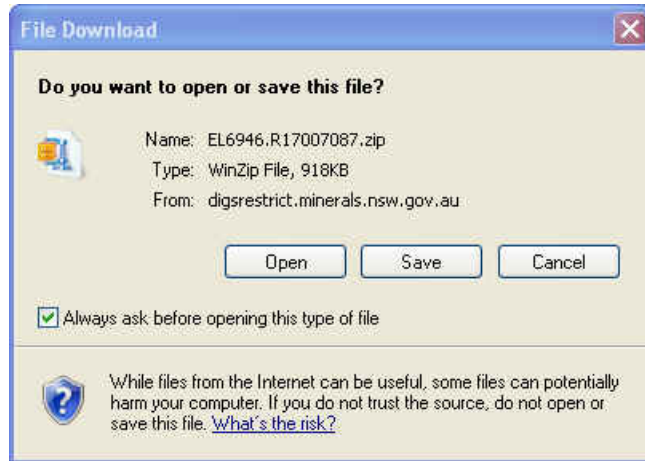 File Download
Do you want to open or save this file?
Name: EL6946.R17007087.zip
Type: WinZip File, 918KB
From: digsrestrict.minerals.nsw.gov.au
Open Save Cancel
Always ask before opening this type of file
While files from the Internet can be useful, some files can potentially
harm your computer. If you do not trust the source, do not open or
save this file. What's the risk?